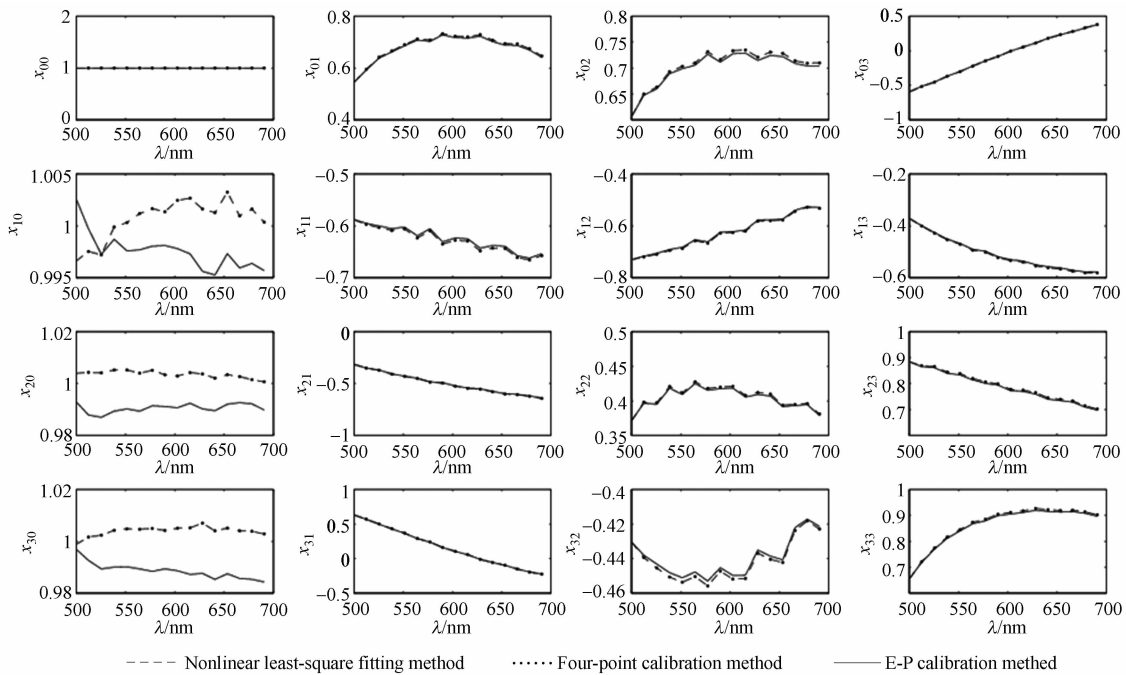 2
1
0
x00
500 550 600 650 700
λ/nm
0.8
0.6
0.4
x01
500 550 600 650 700
λ/nm
0.8
0.75
0.70
0.65
x02
500 550 600 650 700
λ/nm
0.5
0
−0.5
−1
x03
500 550 600 650 700
λ/nm
1.005
1
0.995
x10
500 550 600 650 700
λ/nm
−0.5
−0.6
−0.7
x11
500 550 600 650 700
λ/nm
−0.4
−0.6
−0.8
x12
500 550 600 650 700
λ/nm
−0.2
−0.4
−0.6
x13
500 550 600 650 700
λ/nm
1.02
1
0.98
x20
500 550 600 650 700
λ/nm
0
−0.5
−1
x21
500 550 600 650 700
λ/nm
0.5
0.45
0.4
0.35
x22
500 550 600 650 700
λ/nm
1
0.9
0.8
0.7
x23
500 550 600 650 700
λ/nm
1.02
1
0.98
x30
500 550 600 650 700
λ/nm
1
0.5
0
−0.5
x31
500 550 600 650 700
λ/nm
−0.4
−0.42
−0.44
−0.46
x32
500 550 600 650 700
λ/nm
1
0.9
0.8
0.7
x33
500 550 600 650 700
λ/nm
Nonlinear least-square fitting method
Four-point calibration method
E-P calibration methed